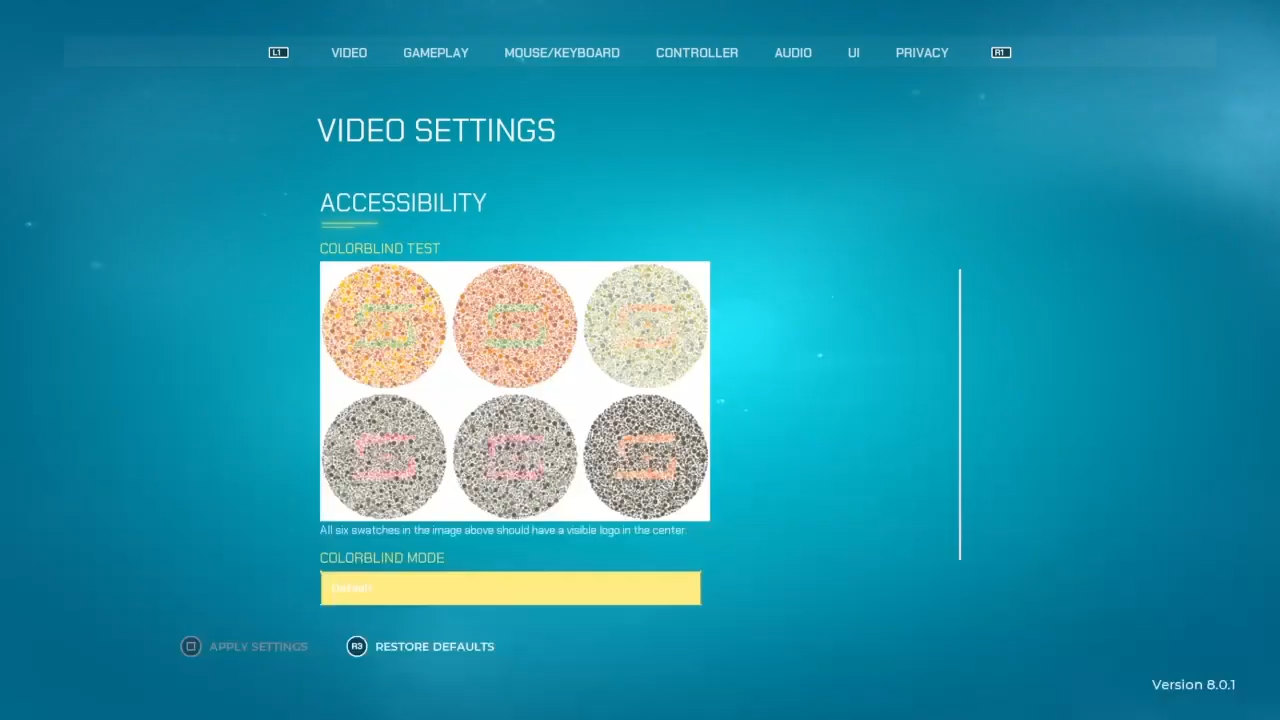 L1 VIDEO GAMEPLAY MOUSE/KEYBOARD CONTROLLER AUDIO UI PRIVACY R1
VIDEO SETTINGS
ACCESSIBILITY
COLORBLIND TEST
All six swatches in the image above should have a visible logo in the center.
COLORBLIND MODE
Default
APPLY SETTINGS R3 RESTORE DEFAULTS
Version 8.0.1